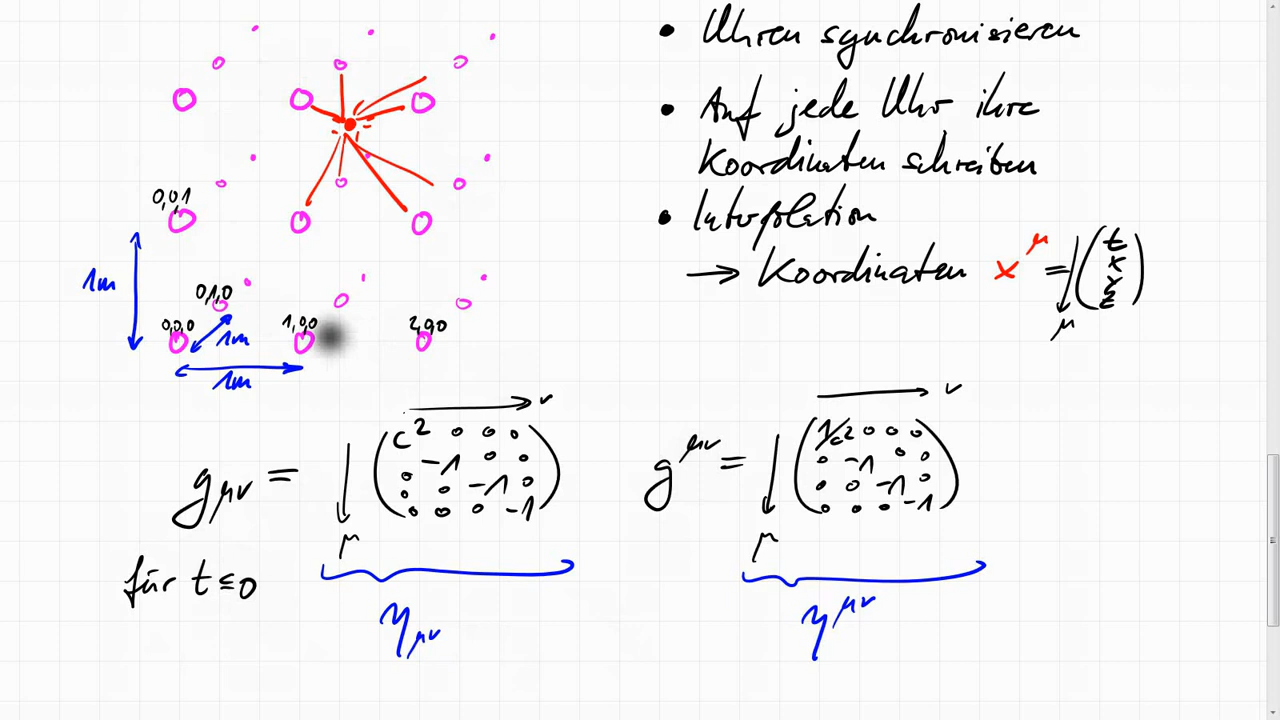 • Uhren synchronisieren
• Auf jede Uhr ihre
Koordinaten schreiben
• Interpolation
→ Koordinaten x^μ = (t x y z)
μ
0,0,1
1m
0,1,0
0,0,0
1m
1,0,0
2,0,0
1m
ν
g_μν = (c² 0 0 0
0 -1 0 0
0 0 -1 0
0 0 0 -1)
μ
für t ≤ 0
η_μν
ν
g^μν = (1/c² 0 0 0
0 -1 0 0
0 0 -1 0
0 0 0 -1)
μ
η^μν